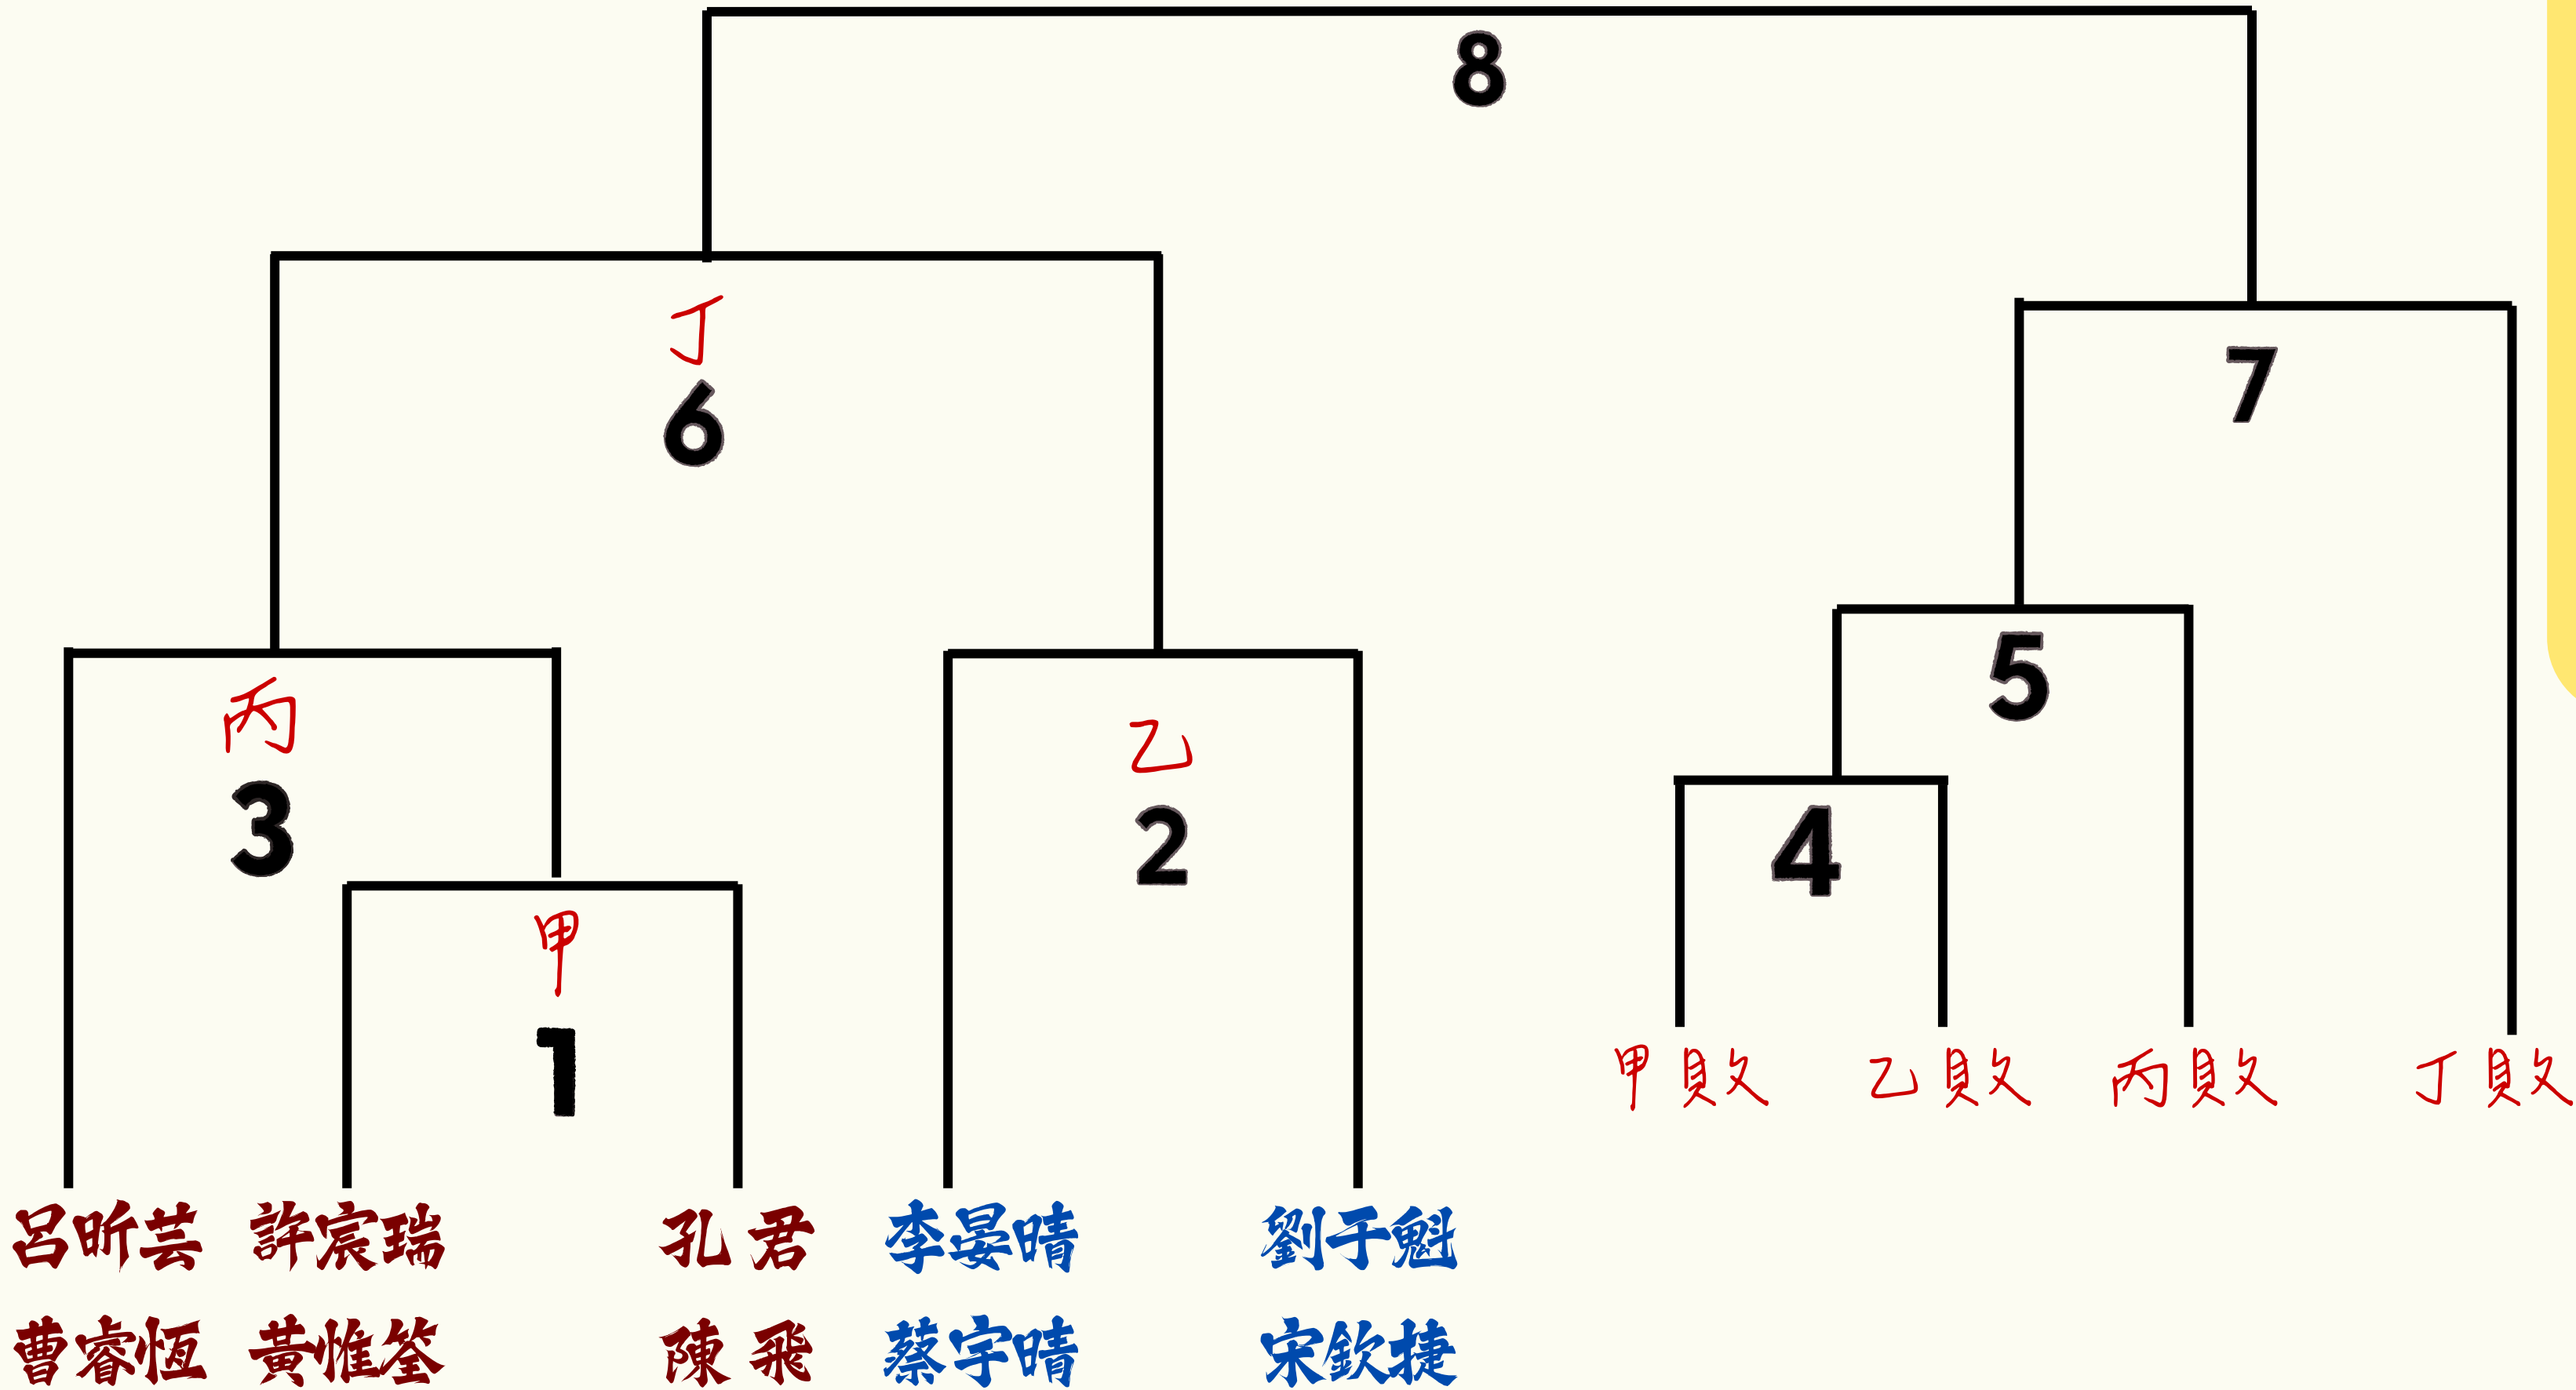 8
丁
6
7
5
丙
3
乙
2
4
甲
1
甲敗 乙敗 丙敗 丁敗
呂昕芸 許宸瑞 孔君 李晏晴 劉于魁
曹睿恆 黃惟筌 陳飛 蔡宇晴 宋欽捷